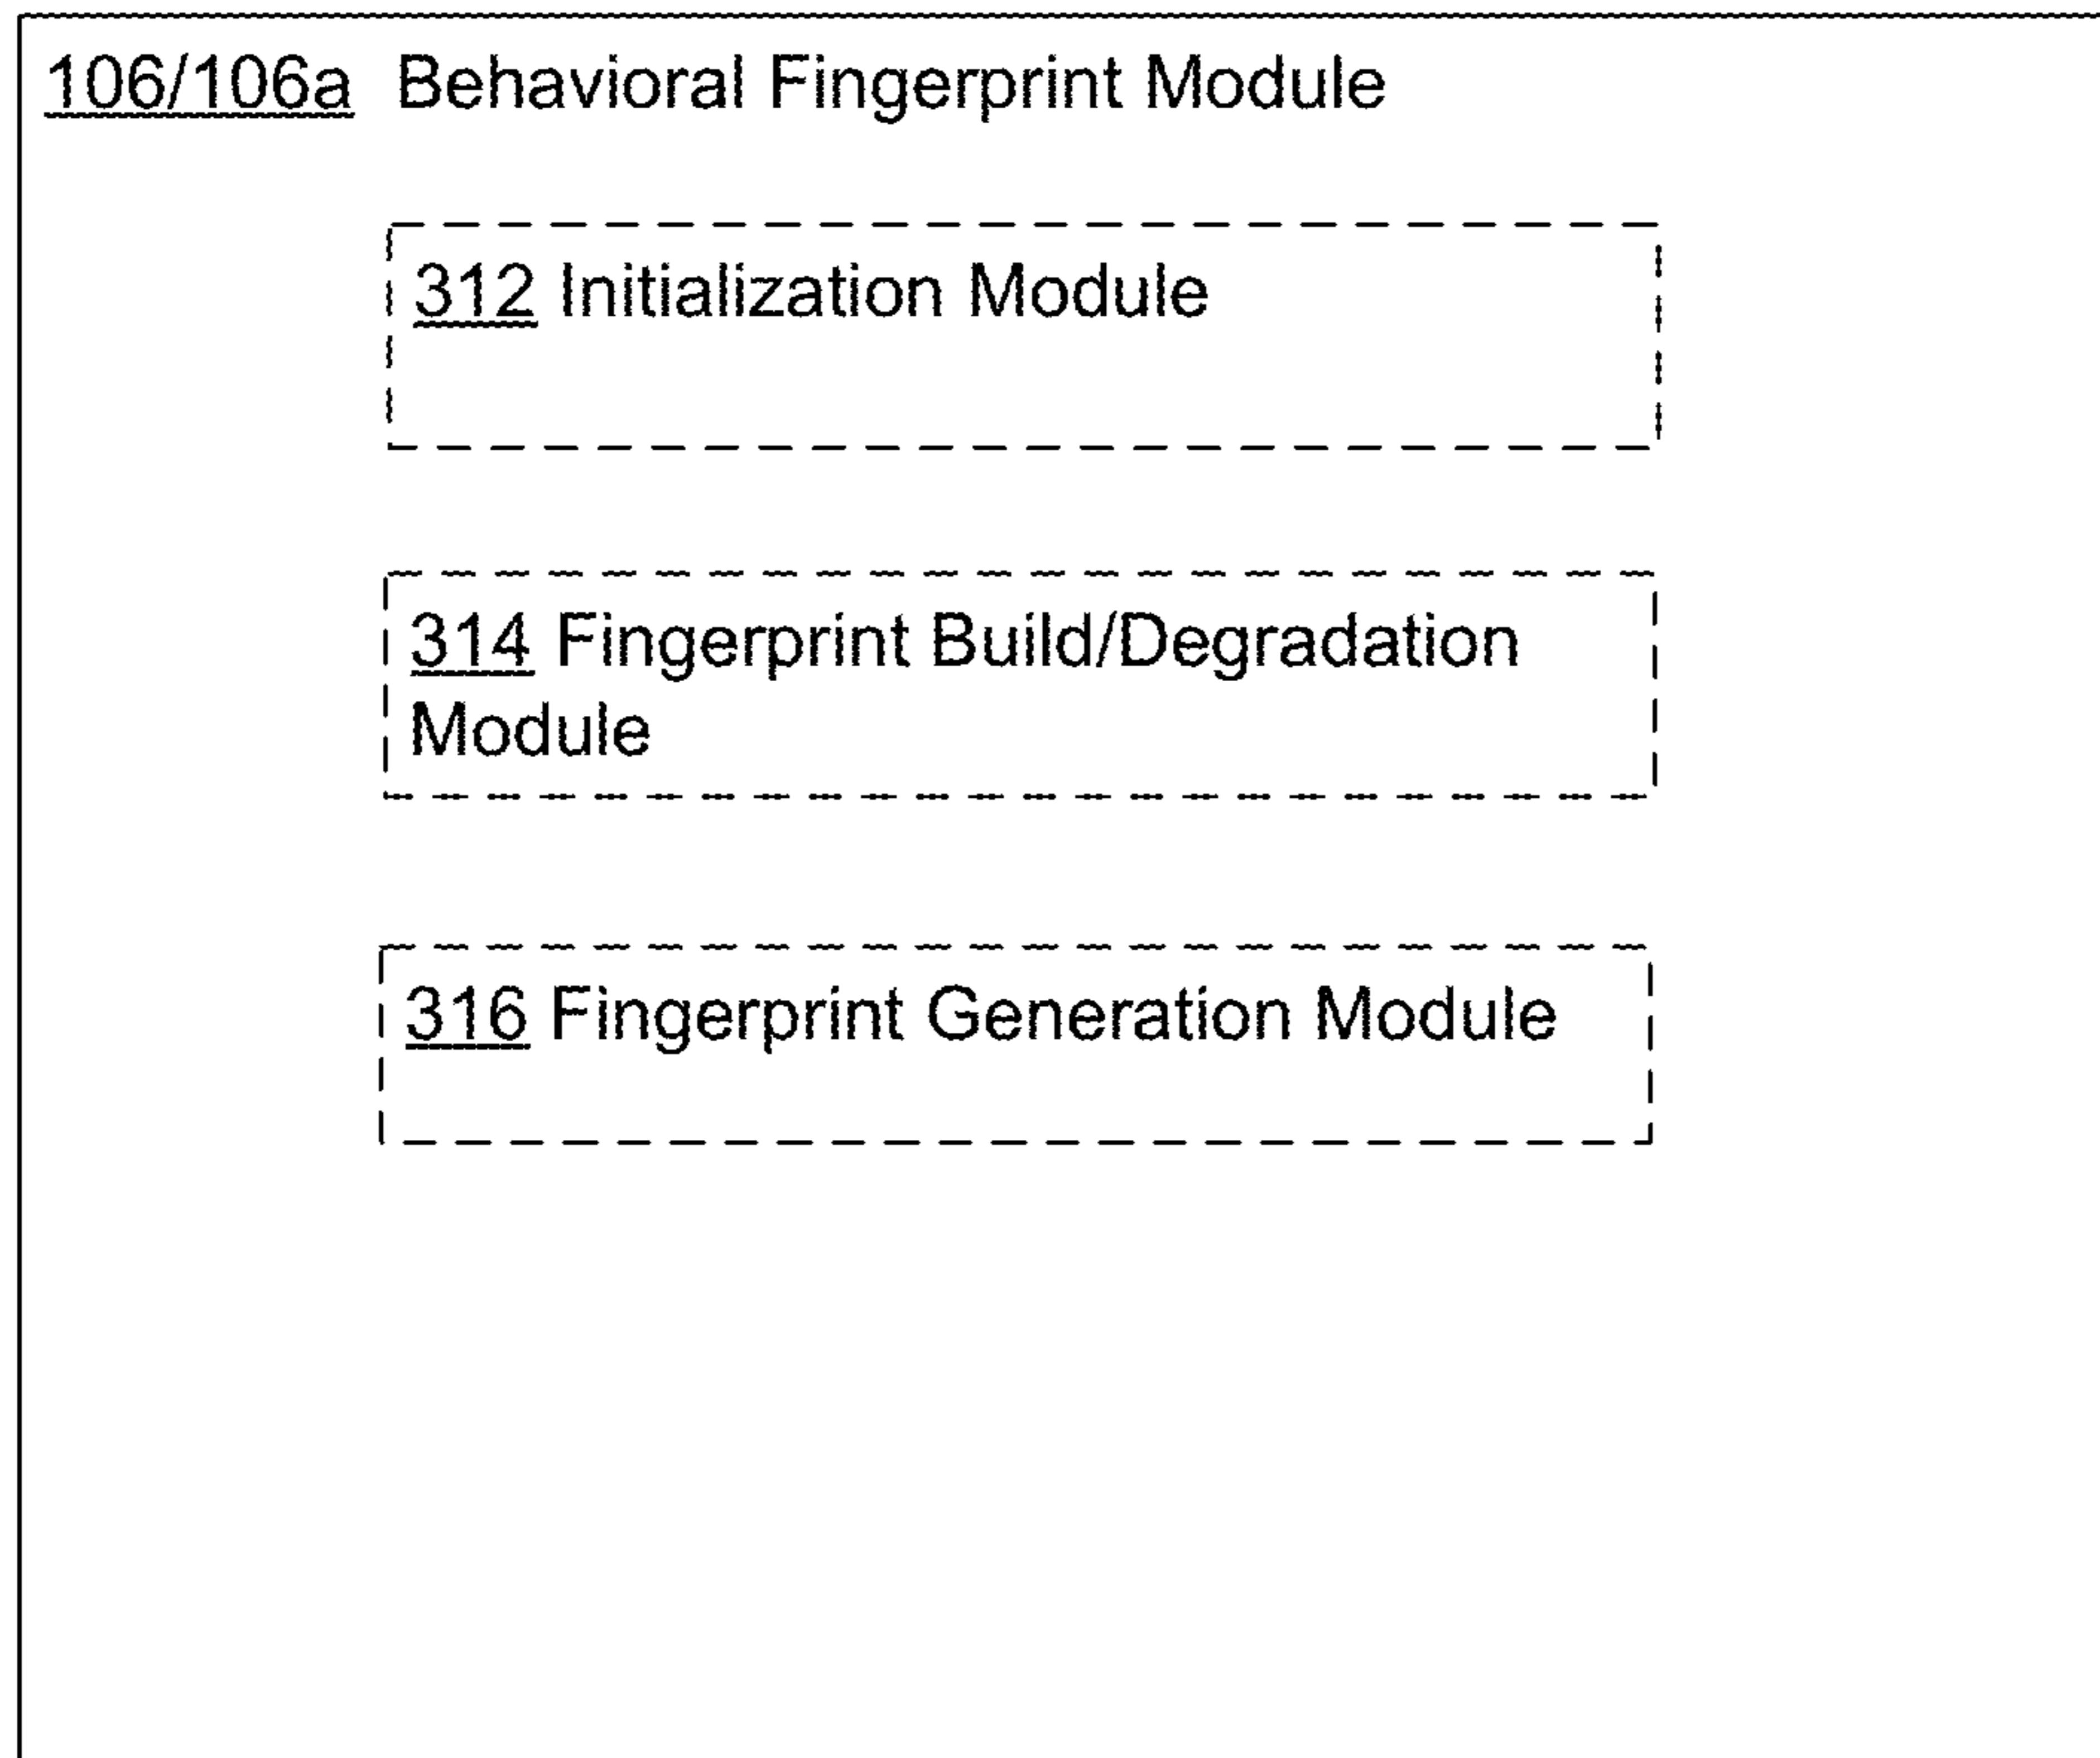 106/106a Behavioral Fingerprint Module
312 Initialization Module
314 Fingerprint Build/Degradation
Module
316 Fingerprint Generation Module